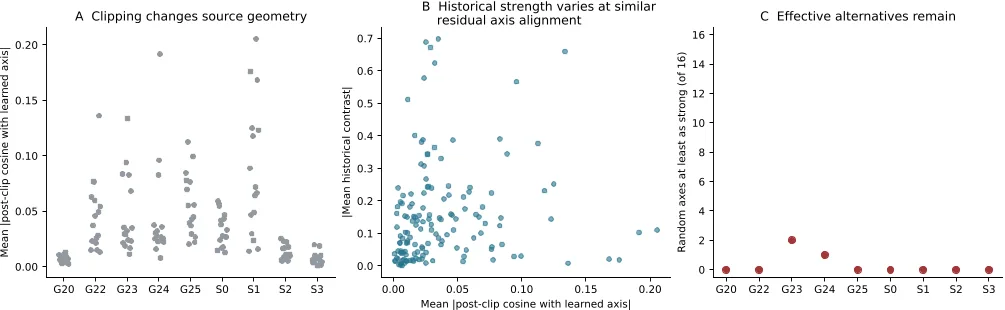 A  Clipping changes source geometry
Mean |post-clip cosine with learned axis|
0.20
0.15
0.10
0.05
0.00
G20 G22 G23 G24 G25 S0 S1 S2 S3
B  Historical strength varies at similar
residual axis alignment
|Mean historical contrast|
0.7
0.6
0.5
0.4
0.3
0.2
0.1
0.0
0.00 0.05 0.10 0.15 0.20
Mean |post-clip cosine with learned axis|
C  Effective alternatives remain
Random axes at least as strong (of 16)
16
14
12
10
8
6
4
2
0
G20 G22 G23 G24 G25 S0 S1 S2 S3